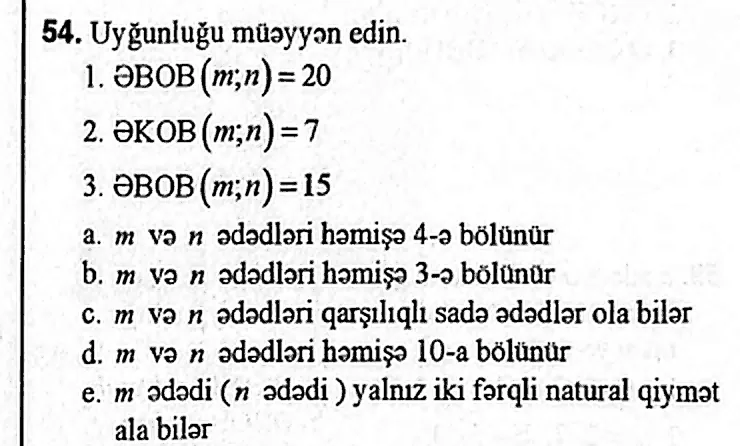 54. Uyğunluğu müəyyən edin.
1. ƏBOB(m;n) = 20
2. ƏKOB(m;n) = 7
3. ƏBOB(m;n) = 15
a. m və n ədədləri həmişə 4-ə bölünür
b. m və n ədədləri həmişə 3-ə bölünür
c. m və n ədədləri qarşılıqlı sadə ədədlər ola bilər
d. m və n ədədləri həmişə 10-a bölünür
e. m ədədi (n ədədi) yalnız iki fərqli natural qiymət
ala bilər